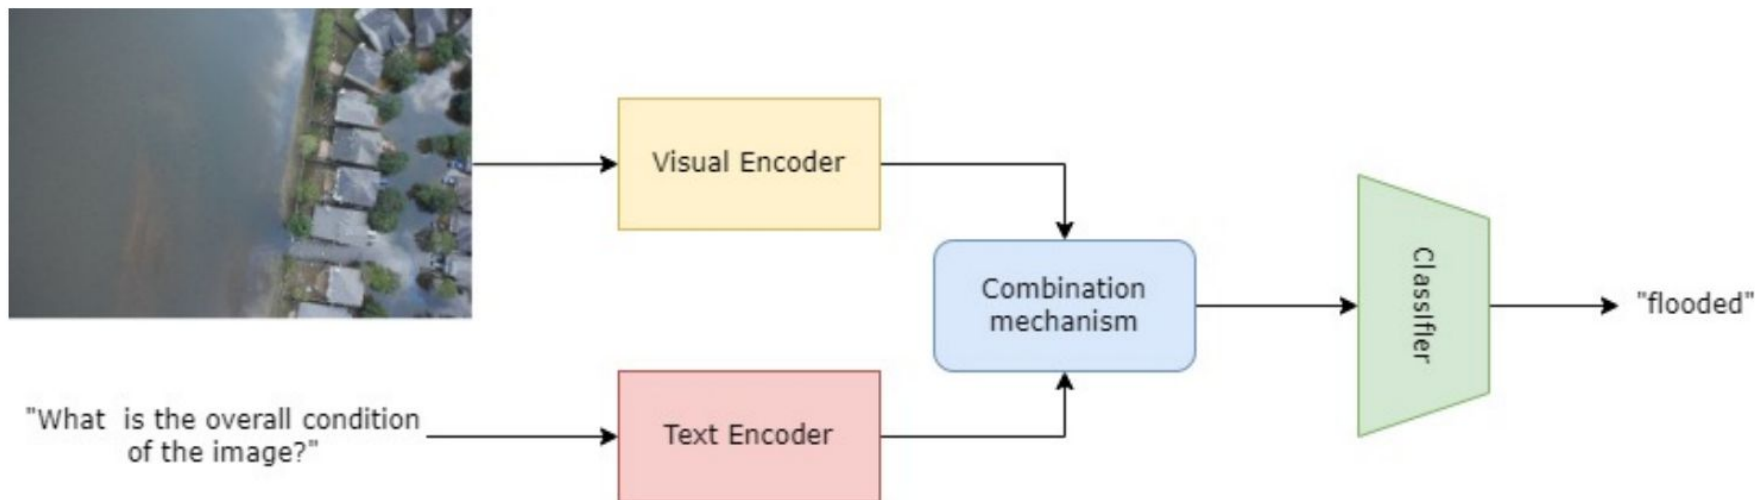 Visual Encoder
Combination
mechanism
Classifier
"flooded"
"What is the overall condition
of the image?"
Text Encoder